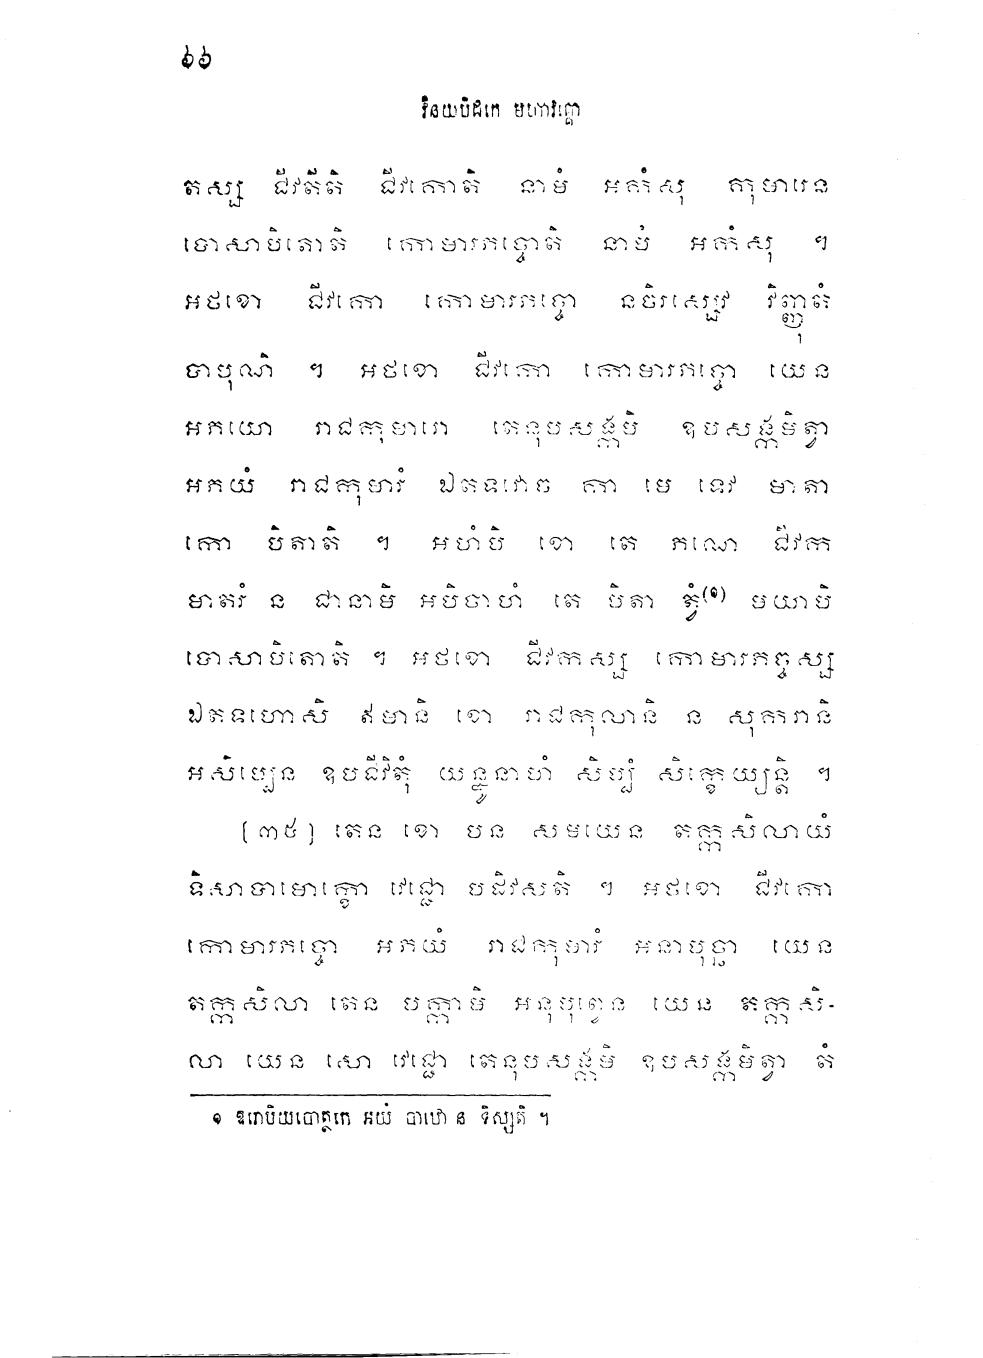 ៦៦
វិនយបិដកេ មហាវគ្គោ
តស្ស ជីវតីតិ ជីវកោតិ នាមំ អកំសុ កុមារេន
បោសាបិតោតិ កោមារភច្ចោតិ នាមំ អកំសុ ។
អថខោ ជីវកោ កោមារភច្ចោ នចិរស្សេវ វិញ្ញុតំ
បាបុណិ ។ អថខោ ជីវកោ កោមារភច្ចោ យេន
អភយោ រាជកុមារោ តេនុបសង្កមិ ឧបសង្កមិត្វា
អភយំ រាជកុមារំ ឯតទវោច កា មេ ទេវ មាតា
កោ បិតាតិ ។ អហំបិ ខោ តេ ភណេ ជីវក
មាតរំ ន ជានាមិ អបិចាហំ តេ បិតា ត្វំ(១) មយាបិ
បោសាបិតោតិ ។ អថខោ ជីវកស្ស កោមារភច្ចស្ស
ឯតទហោសិ ឥមានិ ខោ រាជកុលានិ ន សុករានិ
អសិប្បេន ឧបជីវិតុំ យន្នូនាហំ សិប្បំ សិក្ខេយ្យន្តិ ។
[៣៥] តេន ខោ បន សមយេន តក្កសិលាយំ
ទិសាបាមោក្ខោ វេជ្ជោ បដិវសតិ ។ អថខោ ជីវកោ
កោមារភច្ចោ អភយំ រាជកុមារំ អនាបុច្ឆា យេន
តក្កសិលា តេន បក្កាមិ អនុបុព្វេន យេន តក្កសិ-
លា យេន សោ វេជ្ជោ តេនុបសង្កមិ ឧបសង្កមិត្វា តំ
១ ឧរោបិយបោត្ថកេ អយំ បាឋោ ន ទិស្សតិ ។